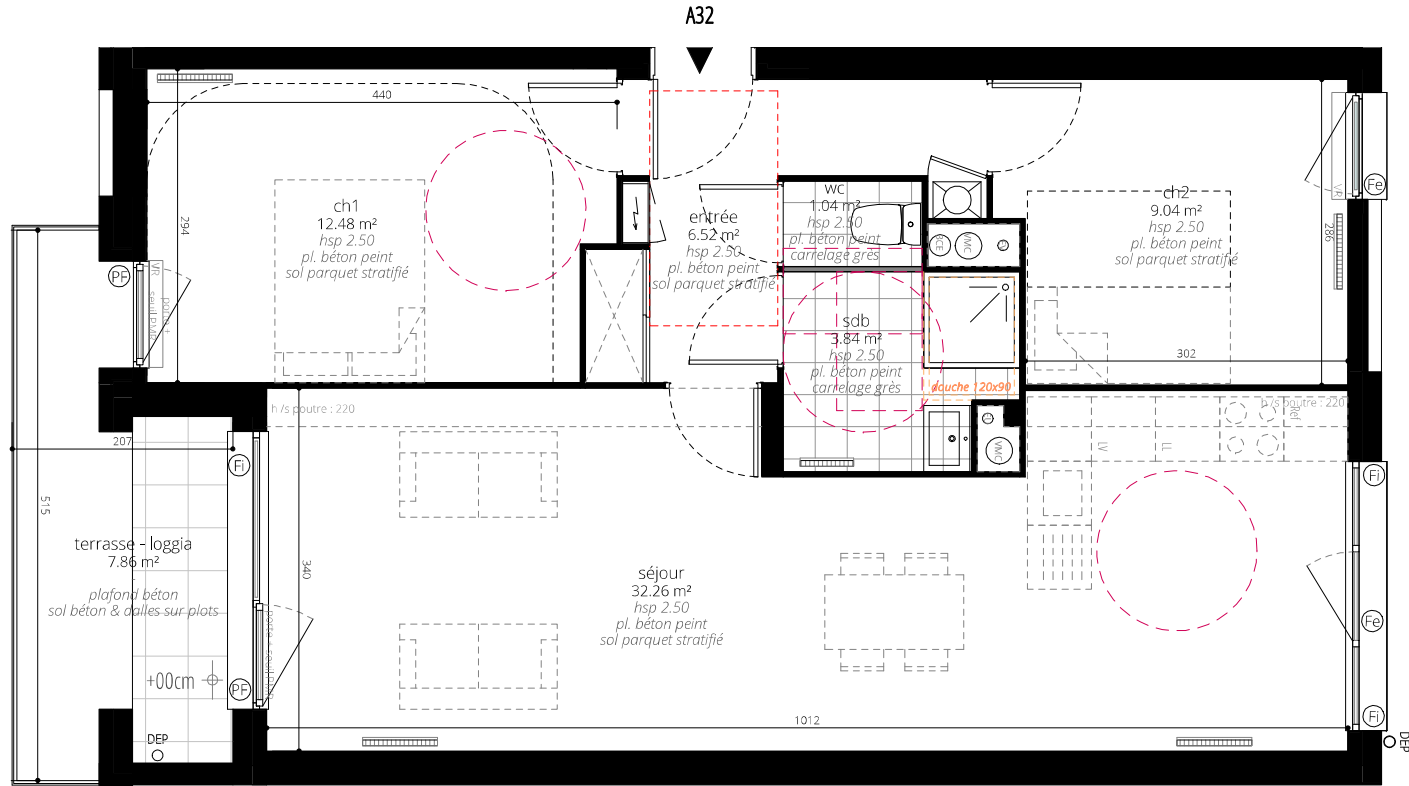 A32
440
294
ch1
12.48 m²
hsp 2.50
pl. béton peint
sol parquet stratifié
entrée
6.52 m²
hsp 2.50
pl. béton peint
sol parquet stratifié
wc
1.04 m²
hsp 2.50
pl. béton peint
carrelage grès
ch2
9.04 m²
hsp 2.50
pl. béton peint
sol parquet stratifié
VR
Fe
286
302
VMC
PF
VR
sdb
3.84 m²
hsp 2.50
pl. béton peint
carrelage grès
douche 120x90
VMC
h /s poutre : 220
h /s poutre : 220
LV
LL
Ref
207
515
340
Fi
Fi
terrasse - loggia
7.86 m²
plafond béton
sol béton & dalles sur plots
séjour
32.26 m²
hsp 2.50
pl. béton peint
sol parquet stratifié
Fe
+00cm
PF
1012
Fi
DEP
DEP